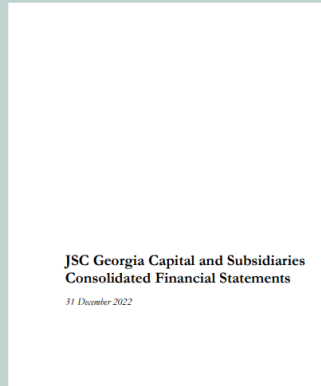 JSC Georgia Capital and Subsidiaries
Consolidated Financial Statements
31 December 2022